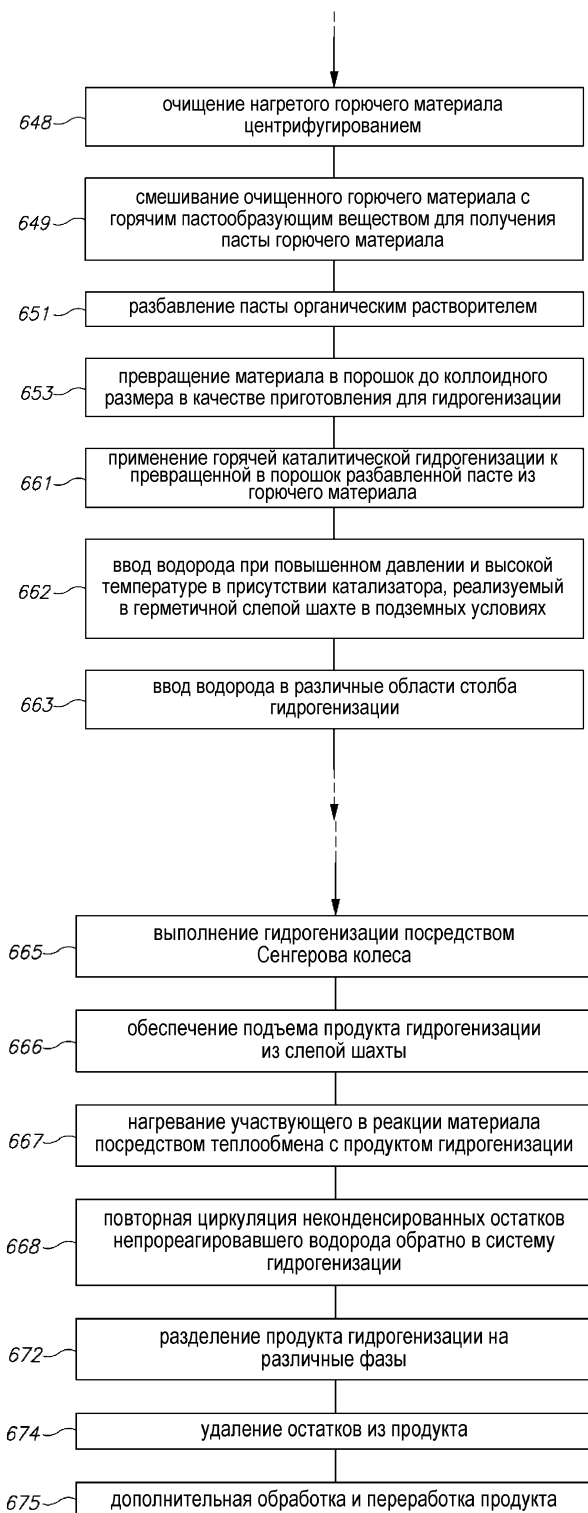 648
очищение нагретого горючего материала
центрифугированием
649
смешивание очищенного горючего материала с
горячим пастообразующим веществом для получения
пасты горючего материала
651
разбавление пасты органическим растворителем
653
превращение материала в порошок до коллоидного
размера в качестве приготовления для гидрогенизации
661
применение горячей каталитической гидрогенизации к
превращенной в порошок разбавленной пасте из
горючего материала
662
ввод водорода при повышенном давлении и высокой
температуре в присутствии катализатора, реализуемый
в герметичной слепой шахте в подземных условиях
663
ввод водорода в различные области столба
гидрогенизации
665
выполнение гидрогенизации посредством
Сенгерова колеса
666
обеспечение подъема продукта гидрогенизации
из слепой шахты
667
нагревание участвующего в реакции материала
посредством теплообмена с продуктом гидрогенизации
668
повторная циркуляция неконденсированных остатков
непрореагировавшего водорода обратно в систему
гидрогенизации
672
разделение продукта гидрогенизации на
различные фазы
674
удаление остатков из продукта
675
дополнительная обработка и переработка продукта